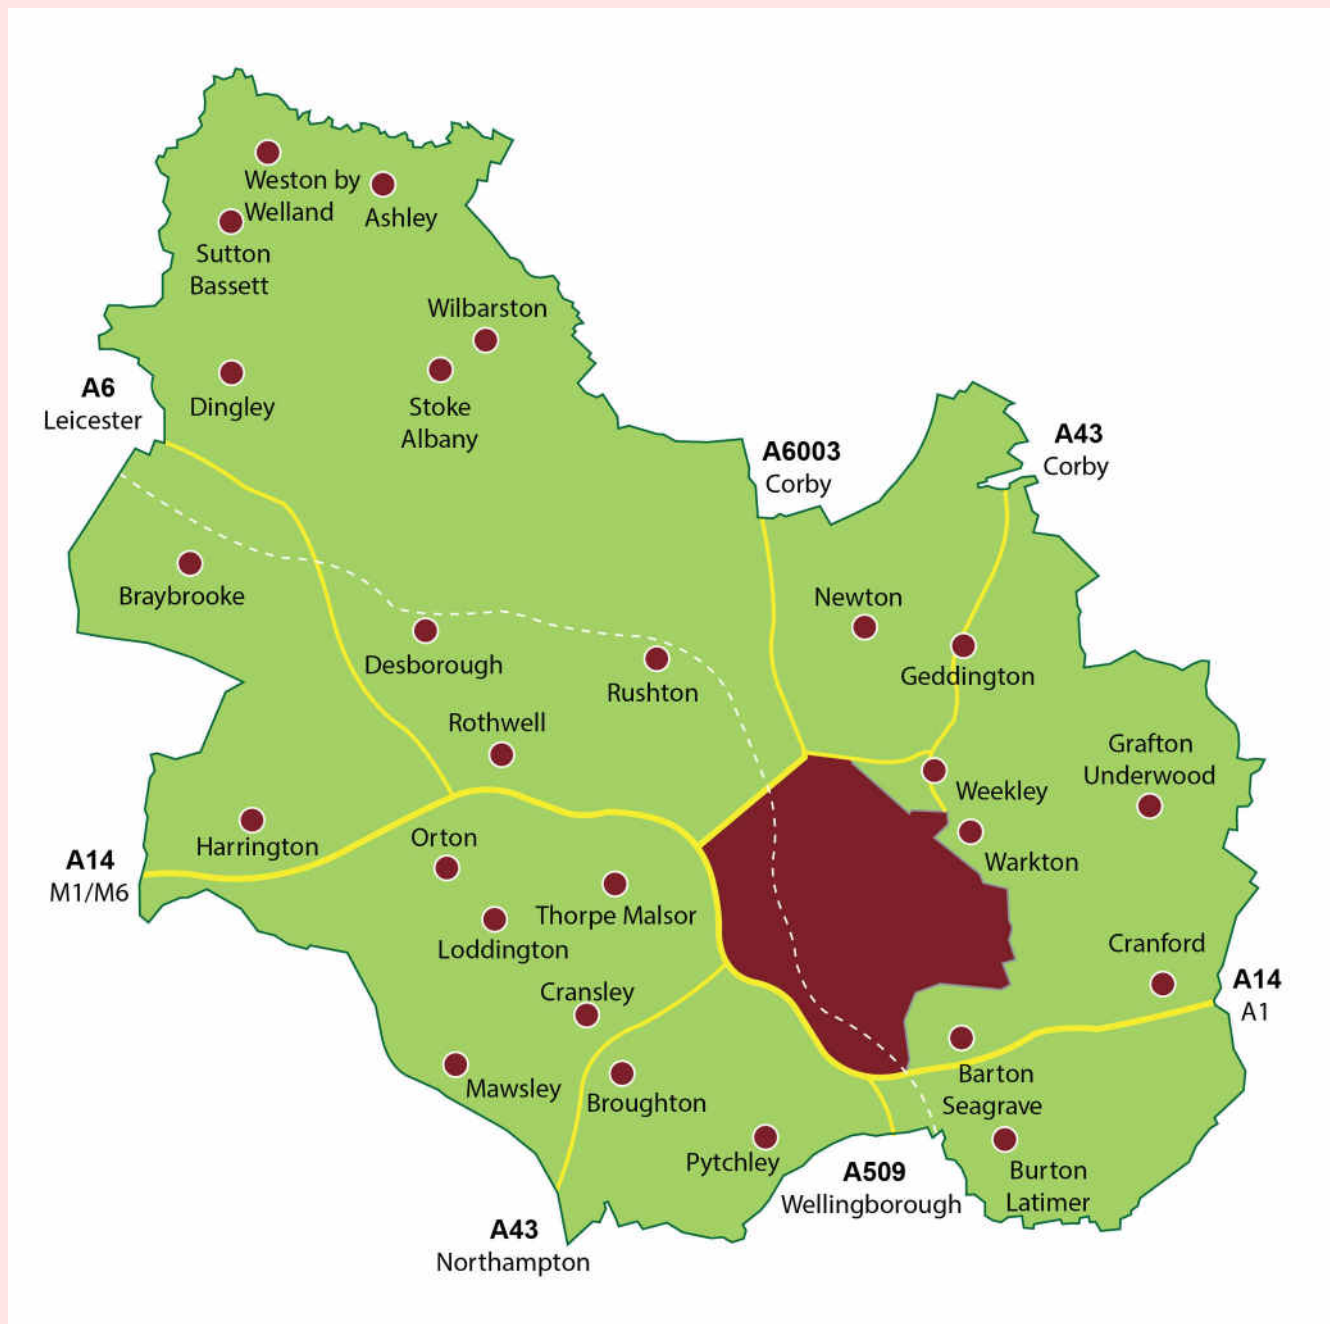 Weston by
Welland
Ashley
Sutton
Bassett
Wilbarston
A6
Leicester
Dingley
Stoke
Albany
A6003
Corby
A43
Corby
Braybrooke
Newton
Desborough
Rushton
Geddington
Rothwell
Grafton
Underwood
Weekley
Harrington
Orton
A14
M1/M6
Warkton
Thorpe Malsor
Loddington
Cranford
Cransley
A14
A1
Mawsley
Broughton
Barton
Seagrave
Pytchley
A509
Wellingborough
Burton
Latimer
A43
Northampton